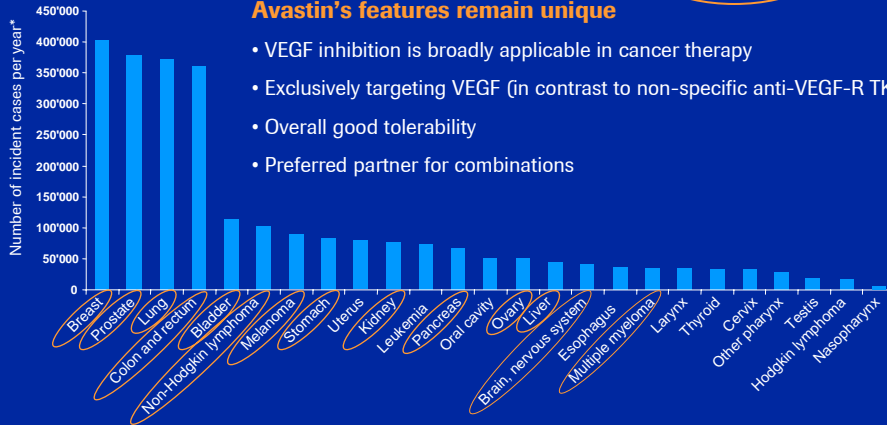 Avastin's features remain unique
• VEGF inhibition is broadly applicable in cancer therapy
• Exclusively targeting VEGF (in contrast to non-specific anti-VEGF-R TK
• Overall good tolerability
• Preferred partner for combinations
Number of incident cases per year*
450'000
400'000
350'000
300'000
250'000
200'000
150'000
100'000
50'000
0
Breast
Prostate
Lung
Colon and rectum
Bladder
Non-Hodgkin lymphoma
Melanoma
Stomach
Uterus
Kidney
Leukemia
Pancreas
Oral cavity
Ovary
Liver
Brain, nervous system
Esophagus
Multiple myeloma
Larynx
Thyroid
Cervix
Other pharynx
Testis
Hodgkin lymphoma
Nasopharynx